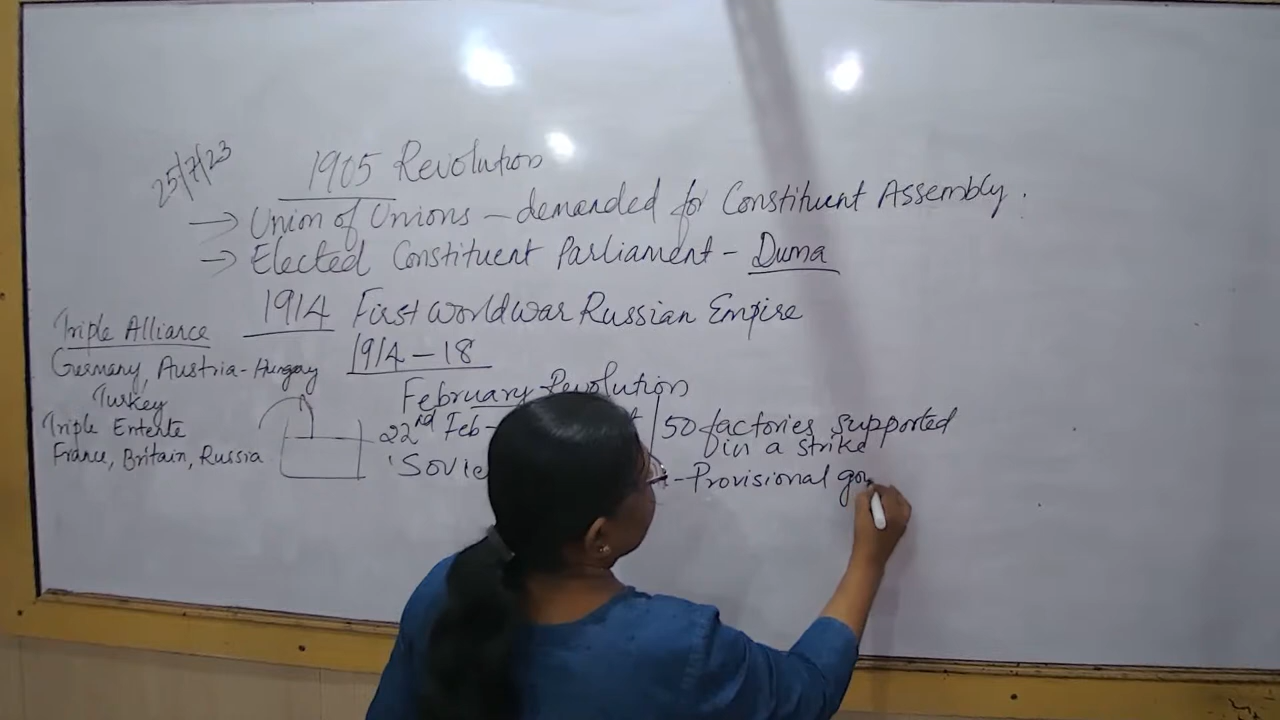 25/7/23
1905 Revolution
→ Union of Unions – demanded for Constituent Assembly.
→ Elected Constituent Parliament – Duma
1914 First World War Russian Empire
1914 – 18
Triple Alliance
Germany, Austria-Hungary
Turkey
Triple Entente
France, Britain, Russia
February Revolution
22nd Feb - 50 factories supported
in a strike
'Sovie - Provisional gov